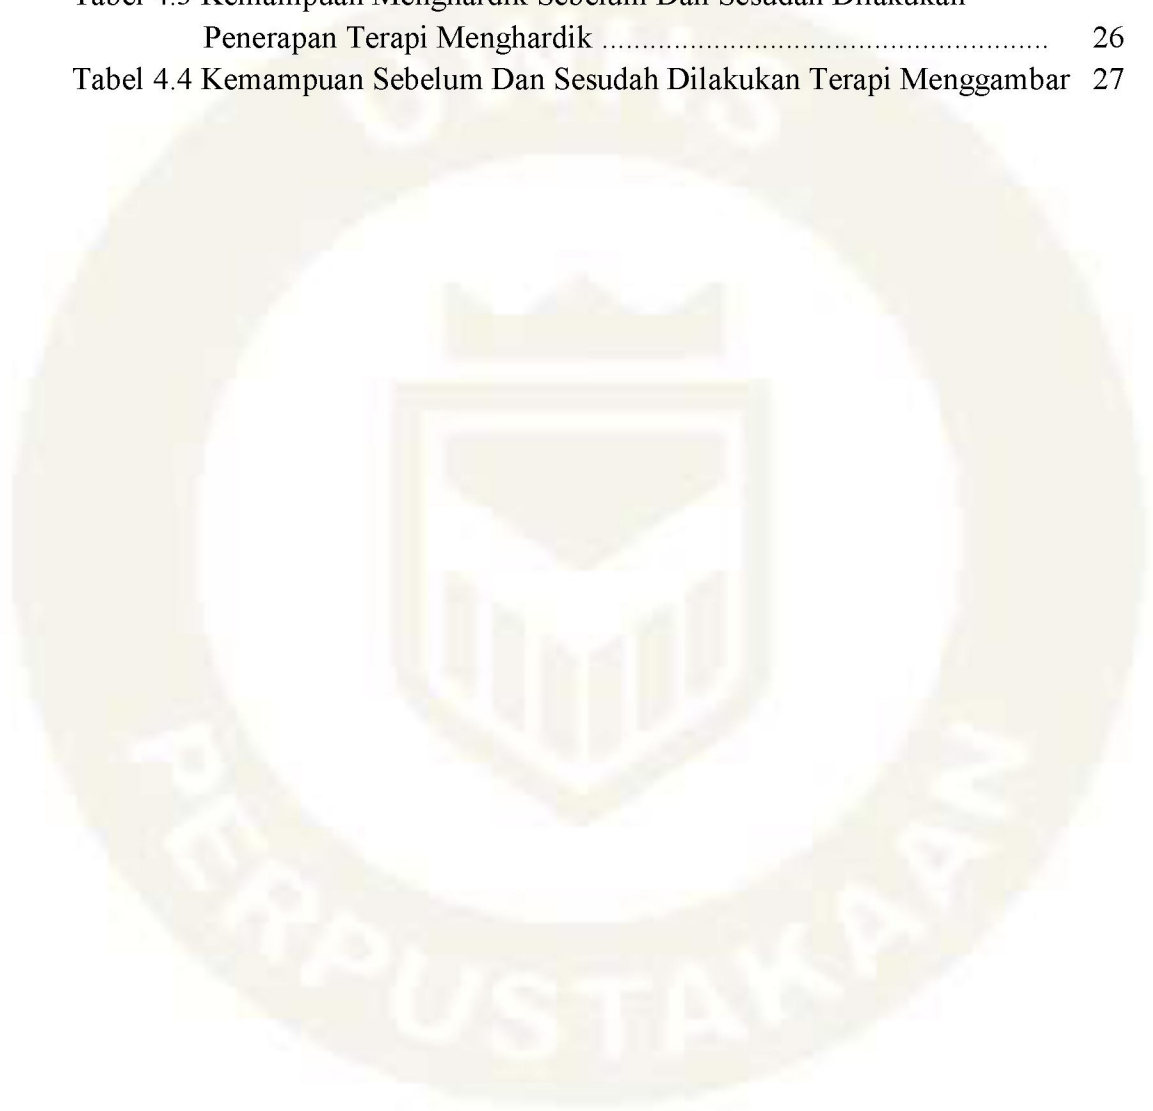 Tabel 4.3 Kemampuan Menghardik Sebelum Dan Sesudah Dilakukan
Penerapan Terapi Menghardik ........................................................ 26
Tabel 4.4 Kemampuan Sebelum Dan Sesudah Dilakukan Terapi Menggambar 27
PERPUSTAKAAN